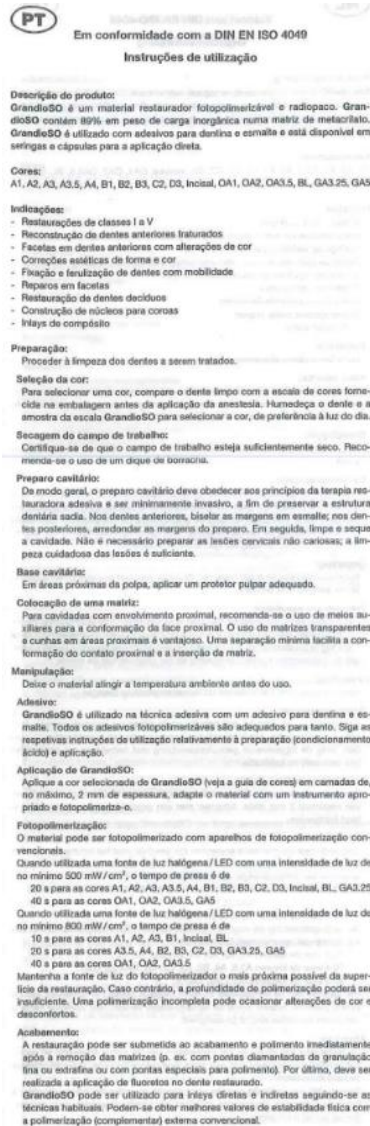 PT
Em conformidade com a DIN EN ISO 4049
Instruções de utilização
Descrição do produto:
GrandioSO é um material restaurador fotopolimerizável e radiopaco. Gran-
dioSO contém 89% em peso de carga inorgânica numa matriz de metacrilato.
GrandioSO é utilizado com adesivos para dentina e esmalte e está disponível em
seringas e cápsulas para a aplicação direta.
Cores:
A1, A2, A3, A3.5, A4, B1, B2, B3, C2, D3, Incisal, OA1, OA2, OA3.5, BL, GA3.25, GA5
Indicações:
- Restaurações de classes I a V
- Reconstrução de dentes anteriores fraturados
- Facetas em dentes anteriores com alterações de cor
- Correções estéticas de forma e cor
- Fixação e ferulização de dentes com mobilidade
- Reparos em facetas
- Restauração de dentes decíduos
- Construção de núcleos para coroas
- Inlays de compósito
Preparação:
Proceder à limpeza dos dentes a serem tratados.
Seleção da cor:
Para selecionar uma cor, compare o dente limpo com a escala de cores forne-
cida na embalagem antes da aplicação da anestesia. Humedeça o dente e a
amostra da escala GrandioSO para selecionar a cor, de preferência à luz do dia.
Secagem do campo de trabalho:
Certifique-se de que o campo de trabalho esteja suficientemente seco. Reco-
menda-se o uso de um dique de borracha.
Preparo cavitário:
De modo geral, o preparo cavitário deve obedecer aos princípios da terapia res-
tauradora adesiva e ser minimamente invasivo, a fim de preservar a estrutura
dentária sadia. Nos dentes anteriores, biselar as margens em esmalte; nos den-
tes posteriores, arredondar as margens do preparo. Em seguida, limpe e seque
a cavidade. Não é necessário preparar as lesões cervicais não cariosas; a lim-
peza cuidadosa das lesões é suficiente.
Base cavitária:
Em áreas próximas da polpa, aplicar um protetor pulpar adequado.
Colocação de uma matriz:
Para cavidades com envolvimento proximal, recomenda-se o uso de meios au-
xiliares para a conformação da face proximal. O uso de matrizes transparentes
e cunhas em áreas proximais é vantajoso. Uma separação mínima facilita a con-
formação do contato proximal e a inserção da matriz.
Manipulação:
Deixe o material atingir a temperatura ambiente antes do uso.
Adesivo:
GrandioSO é utilizado na técnica adesiva com um adesivo para dentina e es-
malte. Todos os adesivos fotopolimerizáveis são adequados para tanto. Siga as
respetivas instruções de utilização relativamente à preparação (condicionamento
ácido) e aplicação.
Aplicação de GrandioSO:
Aplique a cor selecionada do GrandioSO (veja a guia de cores) em camadas de,
no máximo, 2 mm de espessura, adapte o material com um instrumento apro-
priado e fotopolimerize-o.
Fotopolimerização:
O material pode ser fotopolimerizado com aparelhos de fotopolimerização con-
vencionais.
Quando utilizada uma fonte de luz halógena/LED com uma intensidade de luz de
no mínimo 500 mW/cm², o tempo de presa é de
20 s para as cores A1, A2, A3, A3.5, A4, B1, B2, B3, C2, D3, Incisal, BL, GA3.25
40 s para as cores OA1, OA2, OA3.5, GA5
Quando utilizada uma fonte de luz halógena/LED com uma intensidade de luz de
no mínimo 800 mW/cm², o tempo de presa é de
10 s para as cores A1, A2, A3, B1, Incisal, BL
20 s para as cores A3.5, A4, B2, B3, C2, D3, GA3.25, GA5
40 s para as cores OA1, OA2, OA3.5
Mantenha a fonte de luz do fotopolimerizador o mais próxima possível da super-
fície da restauração. Caso contrário, a profundidade de polimerização poderá ser
insuficiente. Uma polimerização incompleta pode ocasionar alterações de cor e
desconfortos.
Acabamento:
A restauração pode ser submetida ao acabamento e polimento imediatamente
após a remoção das matrizes (p. ex. com pontas diamantadas de granulação
fina ou extrafina ou com pontas especiais para polimento). Por último, deve ser
realizada a aplicação de fluoretos no dente restaurado.
GrandioSO pode ser utilizado para inlays diretas e indiretas seguindo-se as
técnicas habituais. Podem-se obter melhores valores de estabilidade física com
a polimerização (complementar) externa convencional.